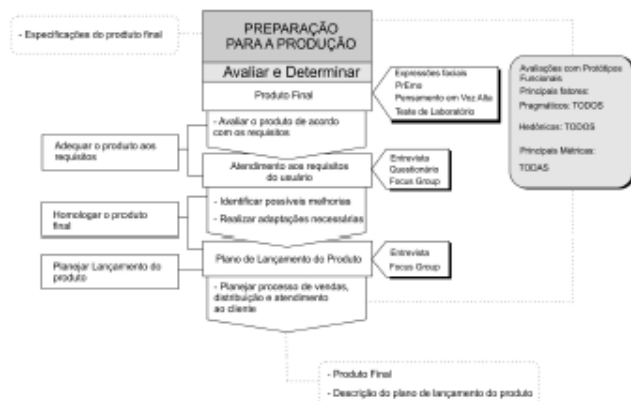 - Especificações do produto final
PREPARAÇÃO
PARA A PRODUÇÃO
Avaliar e Determinar
Produto Final
Expressões faciais
PrEmo
Pensamento em Voz Alta
Teste de Laboratório
Avaliações com Protótipos
Funcionais
Principais fatores:
Pragmáticos: TODOS
Hedônicos: TODOS
Principais Métricas:
TODAS
- Avaliar o produto de acordo
com os requisitos
Adequar o produto aos
requisitos
Atendimento aos requisitos
do usuário
Entrevista
Questionário
Focus Group
- Identificar possíveis melhorias
- Realizar adaptações necessárias
Homologar o produto
final
Plano de Lançamento do Produto
Entrevista
Focus Group
Planejar Lançamento do
produto
- Planejar processo de vendas,
distribuição e atendimento
ao cliente
- Produto Final
- Descrição do plano de lançamento do produto